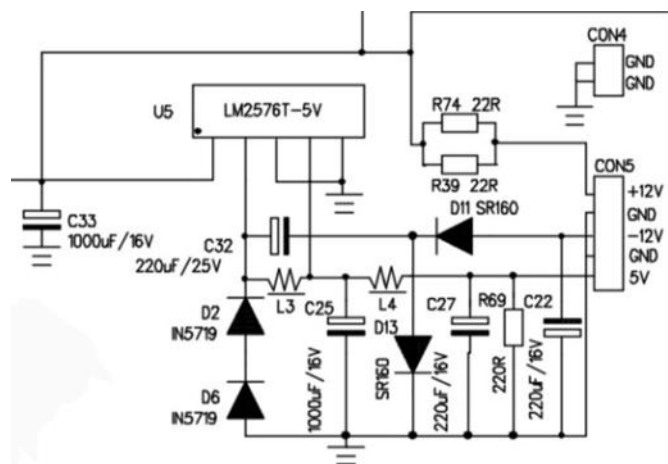 CON4
GND
GND
U5
LM2576T-5V
R74 22R
R39 22R
CON5
+12V
GND
-12V
GND
5V
C33
1000uF/16V
C32
220uF/25V
D11 SR160
L3
C25
L4
C27
R69
C22
D2
IN5719
D13
SR160
D6
IN5719
1000uF/16V
220uF/16V
220R
220uF/16V